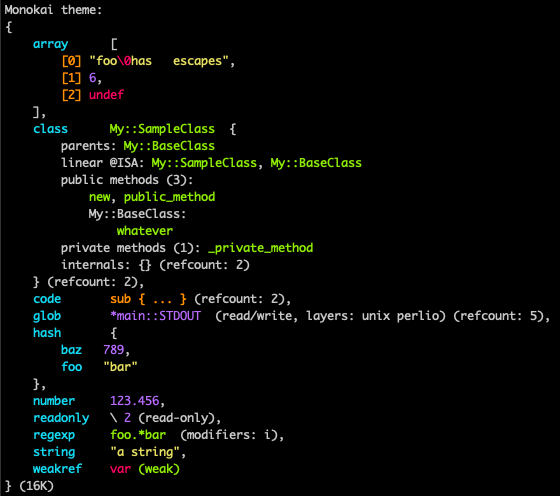 Monokai theme:
{
    array      [
        [0] "foo\0has   escapes",
        [1] 6,
        [2] undef
    ],
    class      My::SampleClass  {
        parents: My::BaseClass
        linear @ISA: My::SampleClass, My::BaseClass
        public methods (3):
            new, public_method
            My::BaseClass:
                whatever
        private methods (1): _private_method
        internals: {} (refcount: 2)
    } (refcount: 2),
    code       sub { ... } (refcount: 2),
    glob       *main::STDOUT  (read/write, layers: unix perlio) (refcount: 5),
    hash       {
        baz   789,
        foo   "bar"
    },
    number     123.456,
    readonly   \ 2 (read-only),
    regexp     foo.*bar  (modifiers: i),
    string     "a string",
    weakref    var (weak)
} (16K)